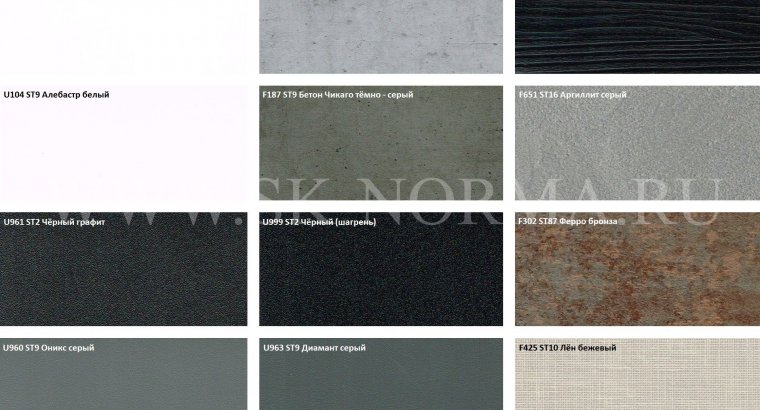 U104 ST9 Алебастр белый
F187 ST9 Бетон Чикаго тёмно - серый
F651 ST16 Аргиллит серый
WWW.SK-NORMA.RU
U961 ST2 Чёрный графит
U999 ST2 Чёрный (шагрень)
F302 ST87 Ферро бронза
U960 ST9 Оникс серый
U963 ST9 Диамант серый
F425 ST10 Лён бежевый